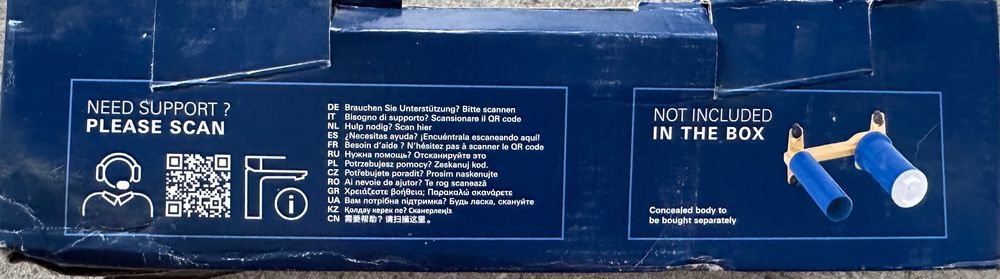 NEED SUPPORT ?
PLEASE SCAN
DE Brauchen Sie Unterstützung? Bitte scannen
IT Bisogno di supporto? Scansionare il QR code
NL Hulp nodig? Scan hier
ES ¿Necesitas ayuda? ¡Encuéntrala escaneando aquí!
FR Besoin d'aide ? N'hésitez pas à scanner le QR code
RU Нужна помощь? Отсканируйте это
PL Potrzebujesz pomocy? Zeskanuj kod.
CZ Potřebujete poradit? Prosím naskenujte
RO Ai nevoie de ajutor? Te rog scanează
GR Χρειάζεστε βοήθεια; Παρακαλώ σκανάρετε
UA Вам потрібна підтримка? Будь ласка, скануйте
KZ Қолдау керек пе? Сканерлеңіз
CN 需要帮助？请扫描这里。
NOT INCLUDED
IN THE BOX
Concealed body to
be bought separately